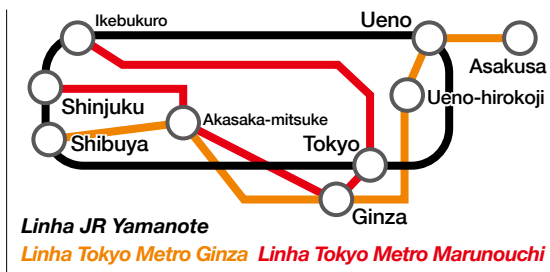 Ikebukuro
Ueno
Asakusa
Shinjuku
Ueno-hirokoji
Akasaka-mitsuke
Shibuya
Tokyo
Ginza
Linha JR Yamanote
Linha Tokyo Metro Ginza Linha Tokyo Metro Marunouchi